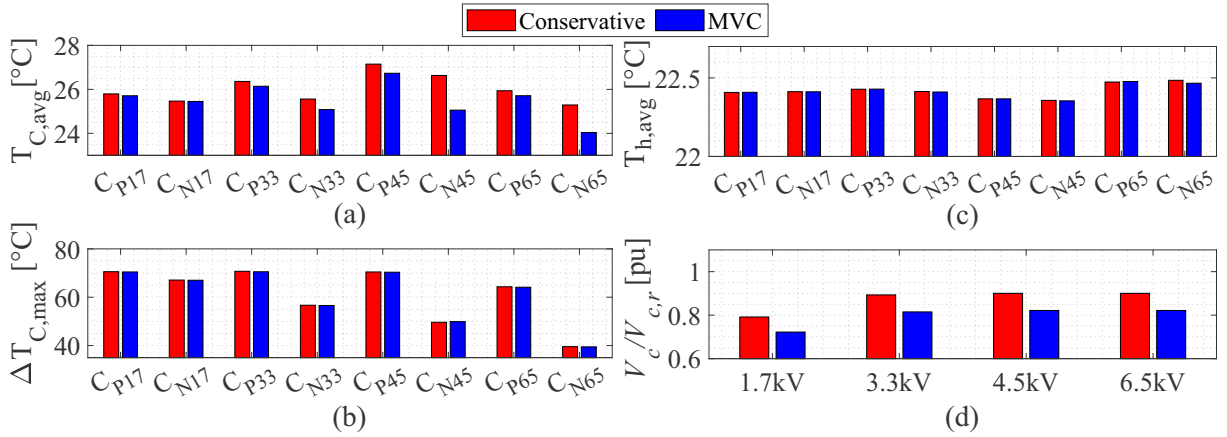 Conservative MVC
T_C,avg [°C]
28
26
24
C_P17 C_N17 C_P33 C_N33 C_P45 C_N45 C_P65 C_N65
(a)
T_h,avg [°C]
22.5
22
C_P17 C_N17 C_P33 C_N33 C_P45 C_N45 C_P65 C_N65
(c)
ΔT_C,max [°C]
80
60
40
C_P17 C_N17 C_P33 C_N33 C_P45 C_N45 C_P65 C_N65
(b)
V_c/V_c,r [pu]
1
0.8
0.6
1.7kV 3.3kV 4.5kV 6.5kV
(d)